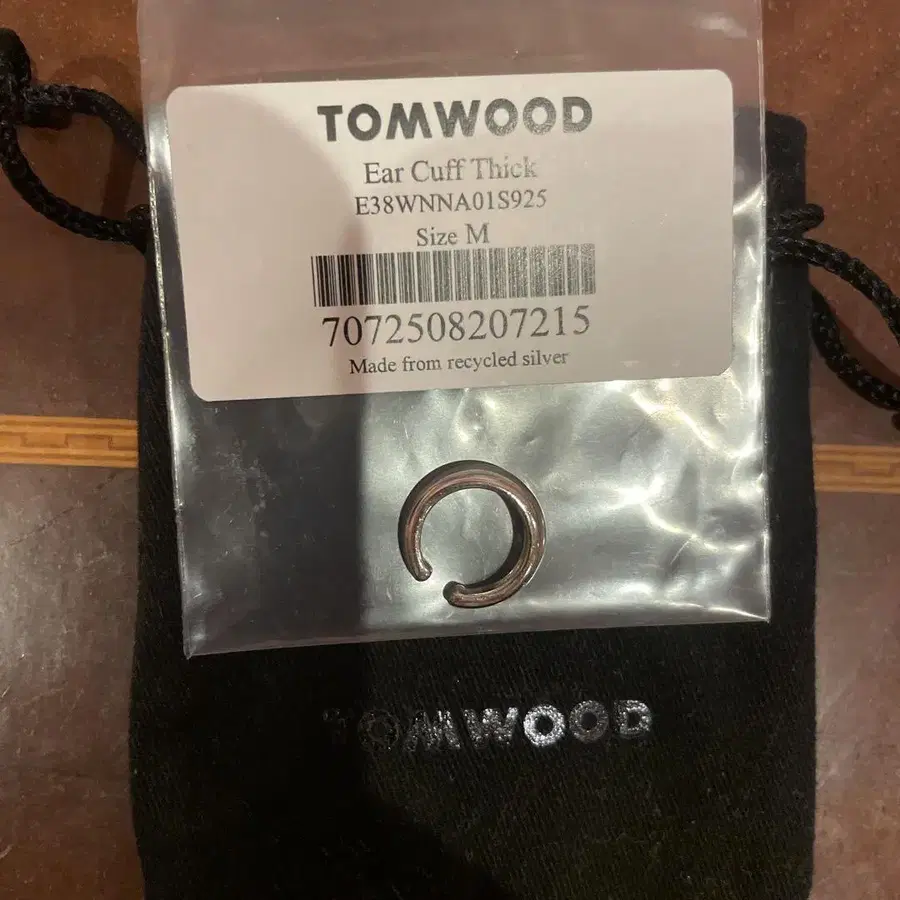 TOMWOOD
Ear Cuff Thick
E38WNNA01S925
Size M
7072508207215
Made from recycled silver
TOMWOOD